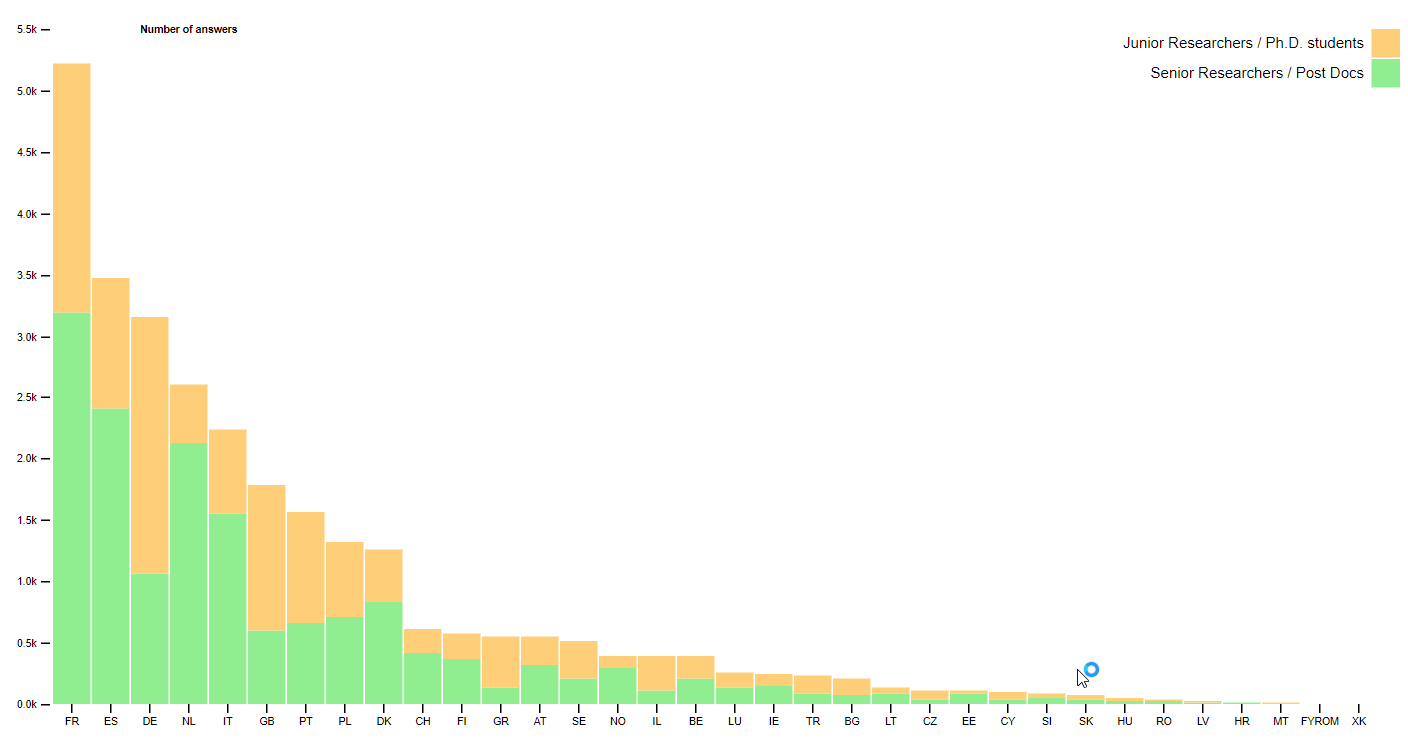 Number of answers
Junior Researchers / Ph.D. students
Senior Researchers / Post Docs
5.5k
5.0k
4.5k
4.0k
3.5k
3.0k
2.5k
2.0k
1.5k
1.0k
0.5k
0.0k
FR ES DE NL IT GB PT PL DK CH FI GR AT SE NO IL BE LU IE TR BG LT CZ EE CY SI SK HU RO LV HR MT FYROM XK